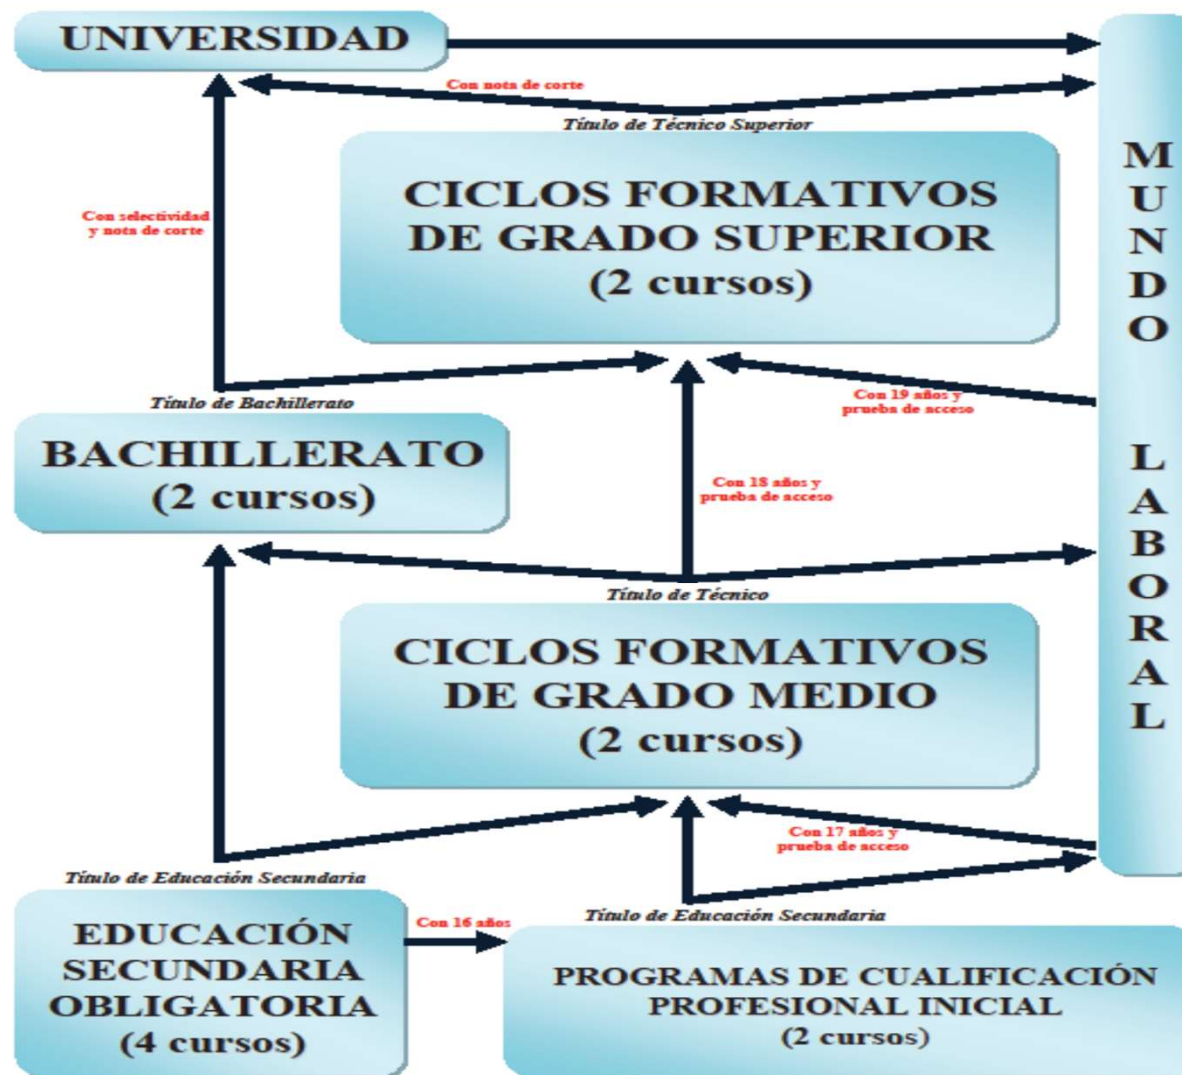 UNIVERSIDAD
Con nota de corte
Título de Técnico Superior
CICLOS FORMATIVOS
DE GRADO SUPERIOR
(2 cursos)
Con selectividad
y nota de corte
Título de Bachillerato
BACHILLERATO
(2 cursos)
Con 19 años y
prueba de acceso
Con 18 años y
prueba de acceso
Título de Técnico
CICLOS FORMATIVOS
DE GRADO MEDIO
(2 cursos)
Con 17 años y
prueba de acceso
Título de Educación Secundaria
EDUCACIÓN
SECUNDARIA
OBLIGATORIA
(4 cursos)
Con 16 años
Título de Educación Secundaria
PROGRAMAS DE CUALIFICACIÓN
PROFESIONAL INICIAL
(2 cursos)
MUNDO
LABORAL